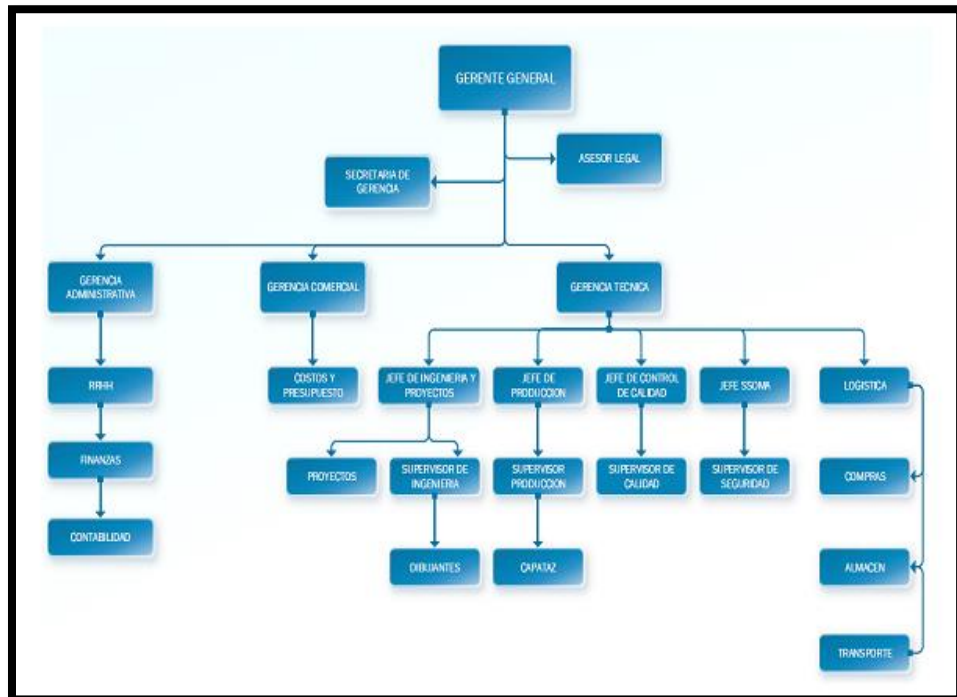 GERENTE GENERAL
ASESOR LEGAL
SECRETARIA DE
GERENCIA
GERENCIA
ADMINISTRATIVA
GERENCIA COMERCIAL
GERENCIA TECNICA
RRHH
COSTOS Y
PRESUPUESTO
JEFE DE INGENIERIA Y
PROYECTOS
JEFE DE
PRODUCCION
JEFE DE CONTROL
DE CALIDAD
JEFE SSOMA
LOGISTICA
FINANZAS
PROYECTOS
SUPERVISOR DE
INGENIERIA
SUPERVISOR
PRODUCCION
SUPERVISOR DE
CALIDAD
SUPERVISOR DE
SEGURIDAD
COMPRAS
CONTABILIDAD
DIBUJANTES
CAPATAZ
ALMACEN
TRANSPORTE